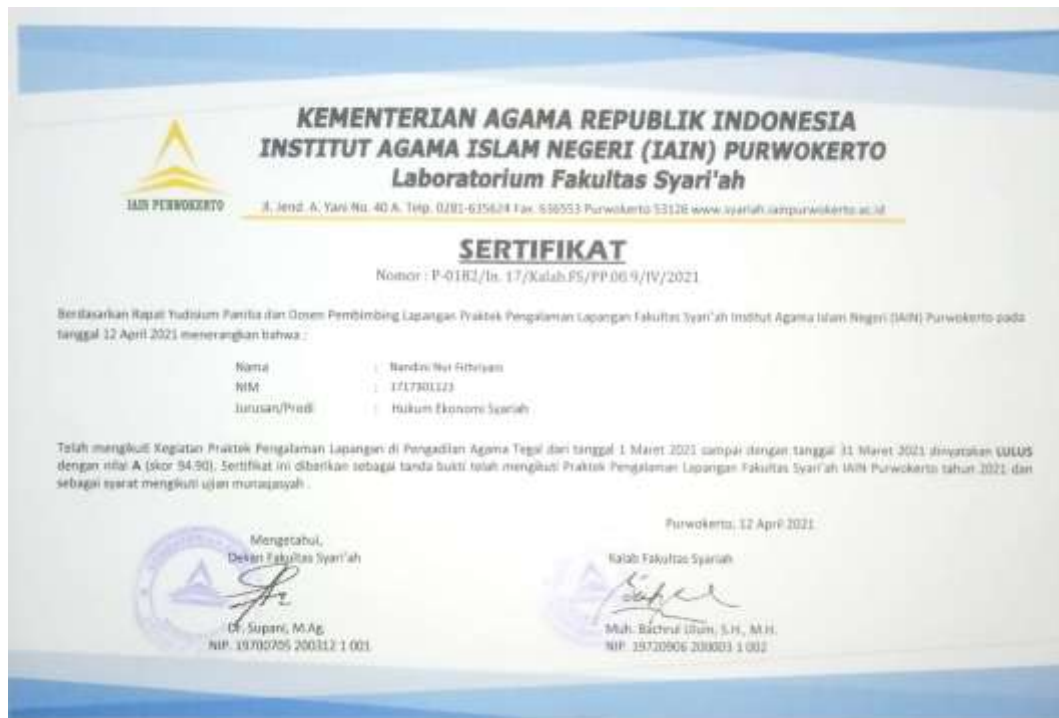 KEMENTERIAN AGAMA REPUBLIK INDONESIA
INSTITUT AGAMA ISLAM NEGERI (IAIN) PURWOKERTO
Laboratorium Fakultas Syari'ah
IAIN PURWOKERTO
Jl. Jend. A. Yani No. 40 A. Telp. 0281-635624 Fax. 636553 Purwokerto 53126 www.syariah.iainpurwokerto.ac.id
SERTIFIKAT
Nomor : P-0182/In. 17/Kalab.FS/PP.00.9/IV/2021
Berdasarkan Rapat Yudisium Panitia dan Dosen Pembimbing Lapangan Praktek Pengalaman Lapangan Fakultas Syari'ah Institut Agama Islam Negeri (IAIN) Purwokerto pada
tanggal 12 April 2021 menerangkan bahwa :
Nama : Nandini Nur Fithriyani
NIM : 1717301123
Jurusan/Prodi : Hukum Ekonomi Syariah
Telah mengikuti Kegiatan Praktek Pengalaman Lapangan di Pengadilan Agama Tegal dari tanggal 1 Maret 2021 sampai dengan tanggal 31 Maret 2021 dinyatakan LULUS
dengan nilai A (skor 94.90). Sertifikat ini diberikan sebagai tanda bukti telah mengikuti Praktek Pengalaman Lapangan Fakultas Syari'ah IAIN Purwokerto tahun 2021 dan
sebagai syarat mengikuti ujian munaqasyah .
Purwokerto, 12 April 2021
Mengetahui,
Dekan Fakultas Syari'ah
Kalab Fakultas Syariah
Dr. Supani, M.Ag.
NIP. 19700705 200312 1 001
Muh. Bachrul Ulum, S.H., M.H.
NIP. 19720906 200003 1 002